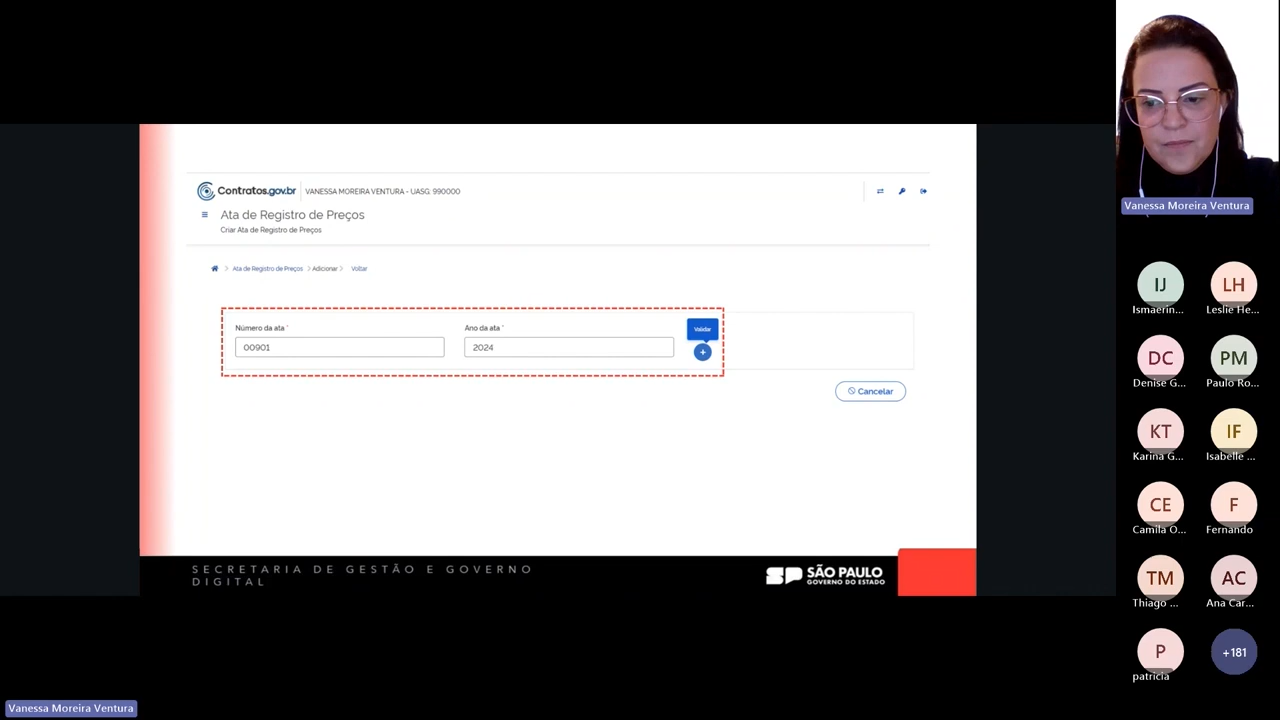 Contratos.gov.br
VANESSA MOREIRA VENTURA - UASG: 990000
Ata de Registro de Preços
Criar Ata de Registro de Preços
Ata de Registro de Preços > Adicionar > Voltar
Número da ata *
Ano da ata *
Validar
00901
2024
+
Cancelar
SECRETARIA DE GESTÃO E GOVERNO
DIGITAL
SP
SÃO PAULO
GOVERNO DO ESTADO
Vanessa Moreira Ventura
IJ
LH
Ismaerin...
Leslie He...
DC
PM
Denise G...
Paulo Ro...
KT
IF
Karina G...
Isabelle ...
CE
F
Camila O...
Fernando
TM
AC
Thiago ...
Ana Car...
P
+181
patricia
Vanessa Moreira Ventura